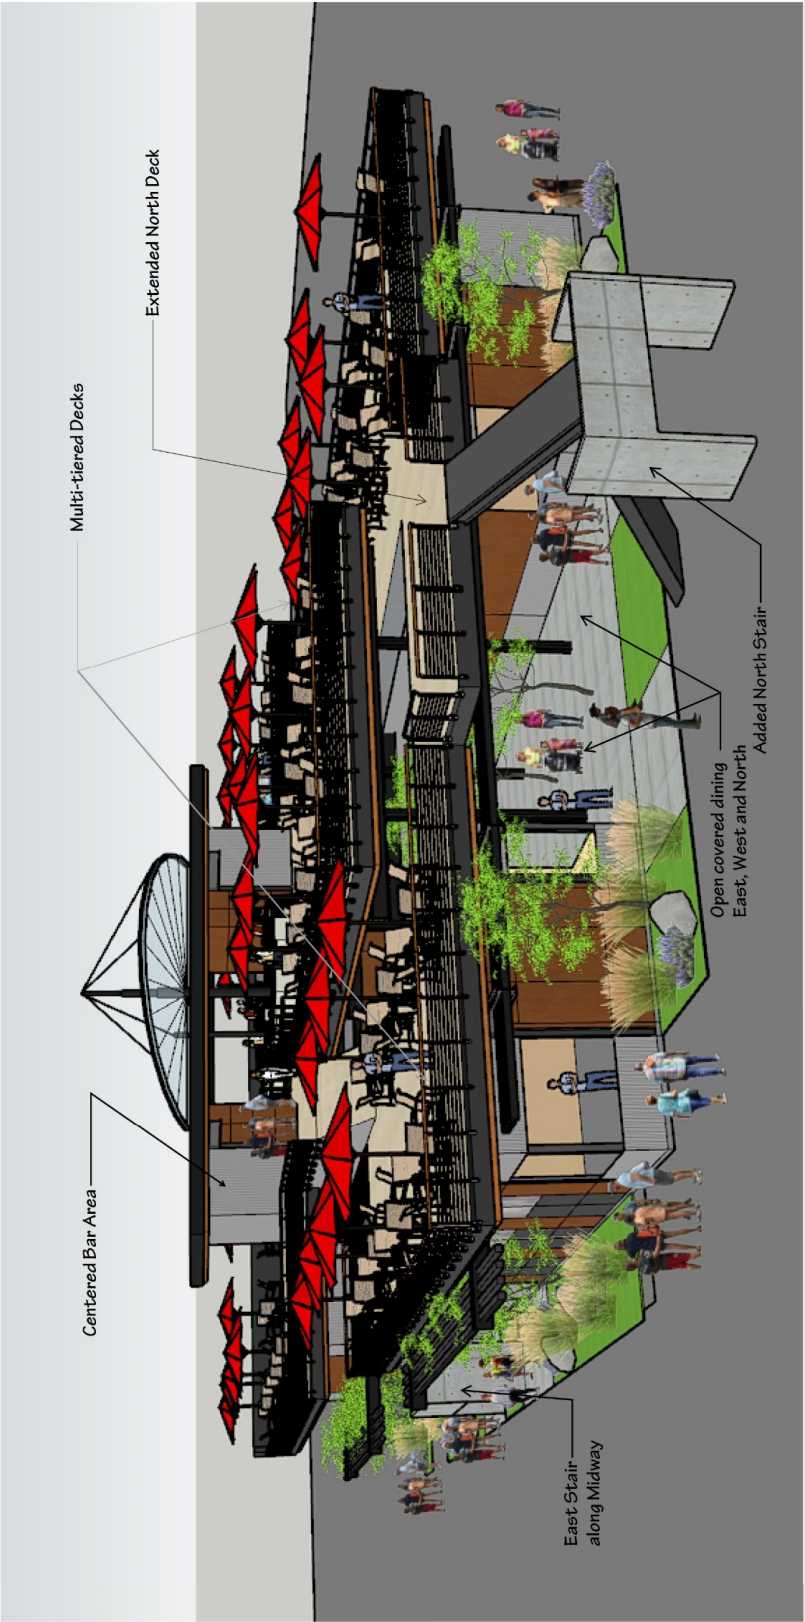 Centered Bar Area
Multi-tiered Decks
Extended North Deck
East Stair
along Midway
Open covered dining
East, West and North
Added North Stair